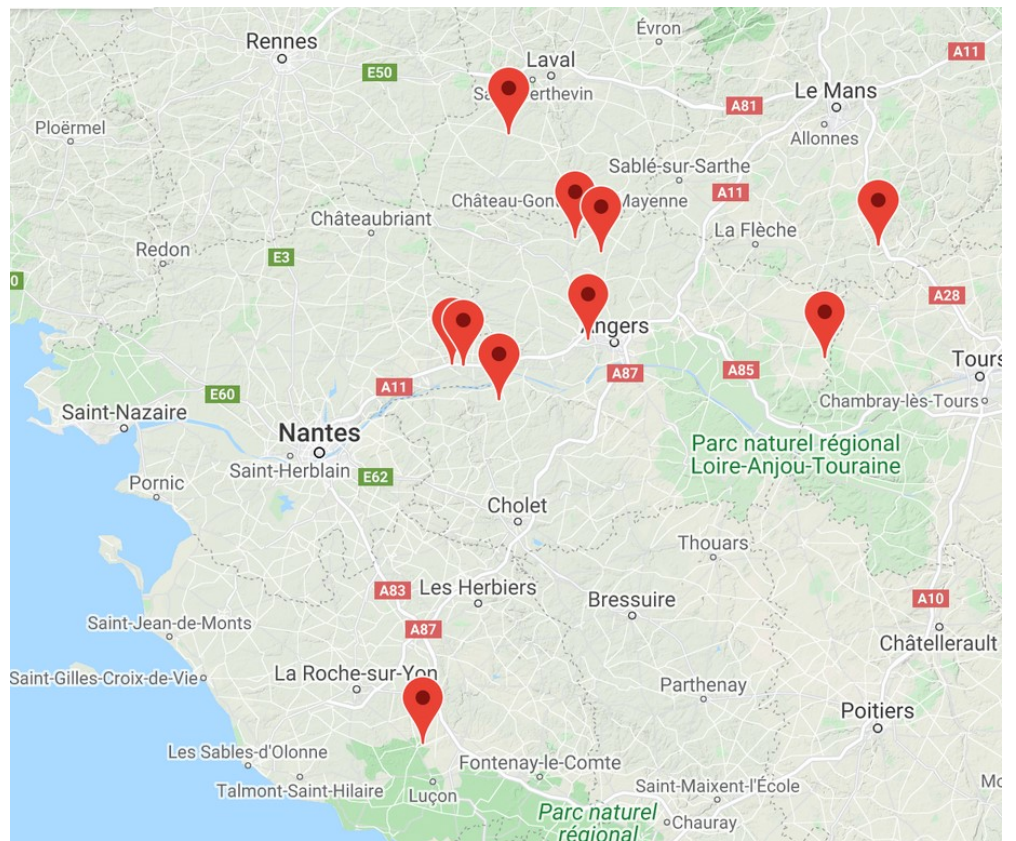 Évron
Rennes
A11
Laval
E50
Le Mans
A81
Ploërmel
Allonnes
Sablé-sur-Sarthe
A11
Mayenne
Châteaubriant
La Flèche
Redon
E3
0
A28
Angers
Tours
A11
A87
A85
E60
Chambray-lès-Tours
Saint-Nazaire
Nantes
Parc naturel régional
Loire-Anjou-Touraine
Saint-Herblain
E62
Pornic
Cholet
Thouars
A83
Les Herbiers
Bressuire
A10
Saint-Jean-de-Monts
A87
Châtellerault
La Roche-sur-Yon
Saint-Gilles-Croix-de-Vie
Parthenay
Poitiers
Les Sables-d'Olonne
Fontenay-le-Comte
Talmont-Saint-Hilaire
Luçon
Saint-Maixent-l'École
Parc naturel
régional
Chauray